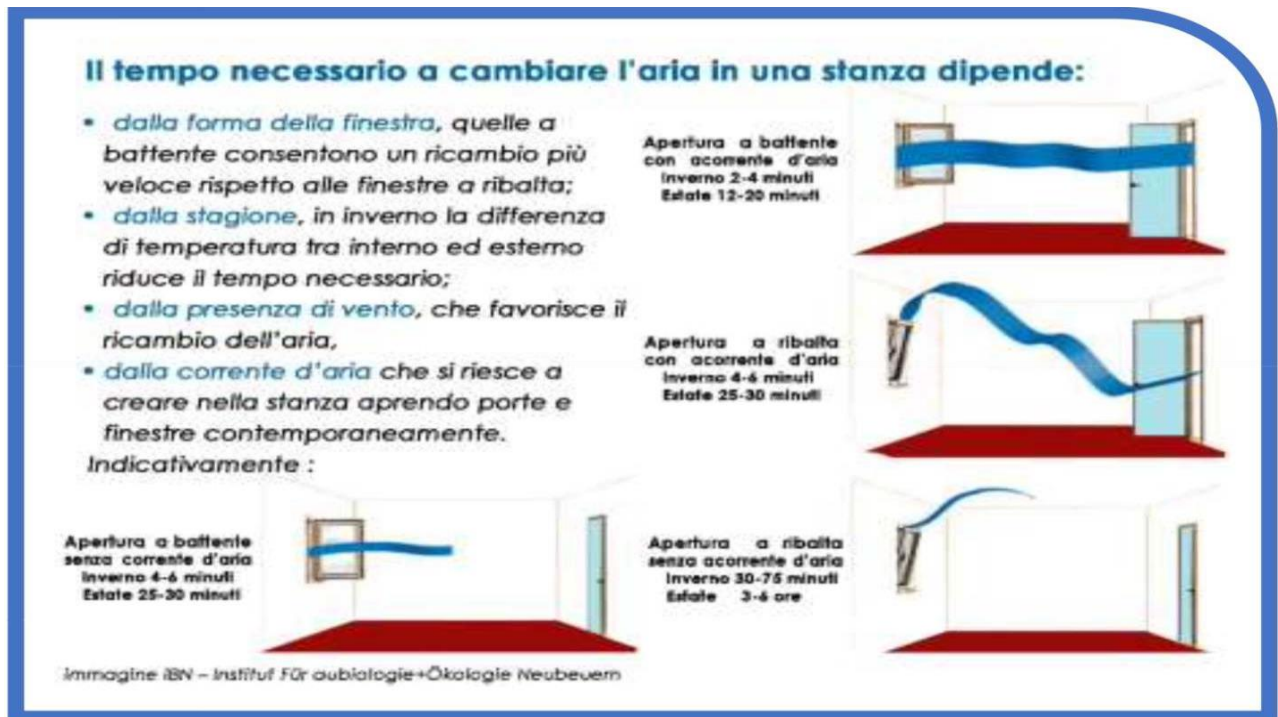 Il tempo necessario a cambiare l'aria in una stanza dipende:
• dalla forma della finestra, quelle a
battente consentono un ricambio più
veloce rispetto alle finestre a ribalta;
• dalla stagione, in inverno la differenza
di temperatura tra interno ed esterno
riduce il tempo necessario;
• dalla presenza di vento, che favorisce il
ricambio dell'aria,
• dalla corrente d'aria che si riesce a
creare nella stanza aprendo porte e
finestre contemporaneamente.
Indicativamente :
Apertura a battente
con acorrente d'aria
Inverno 2-4 minuti
Estate 12-20 minuti
Apertura a ribalta
con acorrente d'aria
Inverno 4-6 minuti
Estate 25-30 minuti
Apertura a battente
senza corrente d'aria
Inverno 4-6 minuti
Estate 25-30 minuti
Apertura a ribalta
senza acorrente d'aria
Inverno 30-75 minuti
Estate 3-6 ore
immagine IBN – Institut Für aubiologie+Ökologie Neubeuern